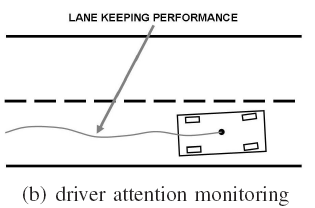 LANE KEEPING PERFORMANCE
(b) driver attention monitoring